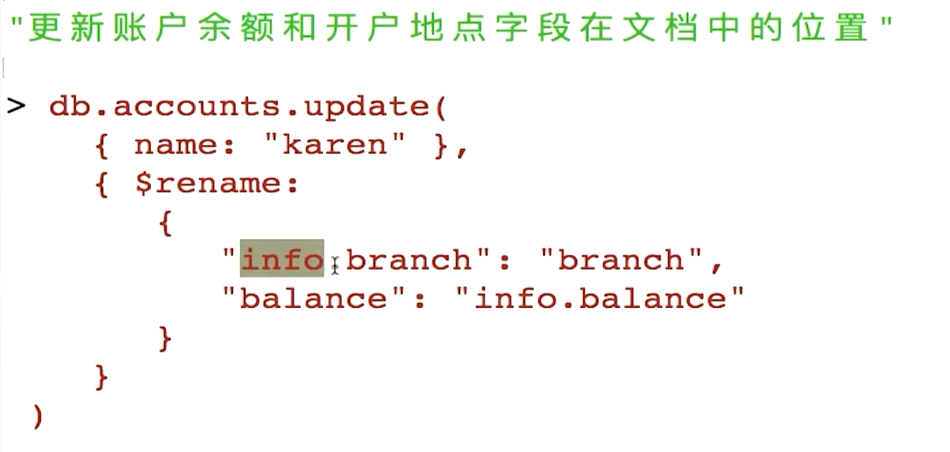 "更新账户余额和开户地点字段在文档中的位置"
> db.accounts.update(
{ name: "karen" },
{ $rename:
{
"info.branch": "branch",
"balance": "info.balance"
}
}
)